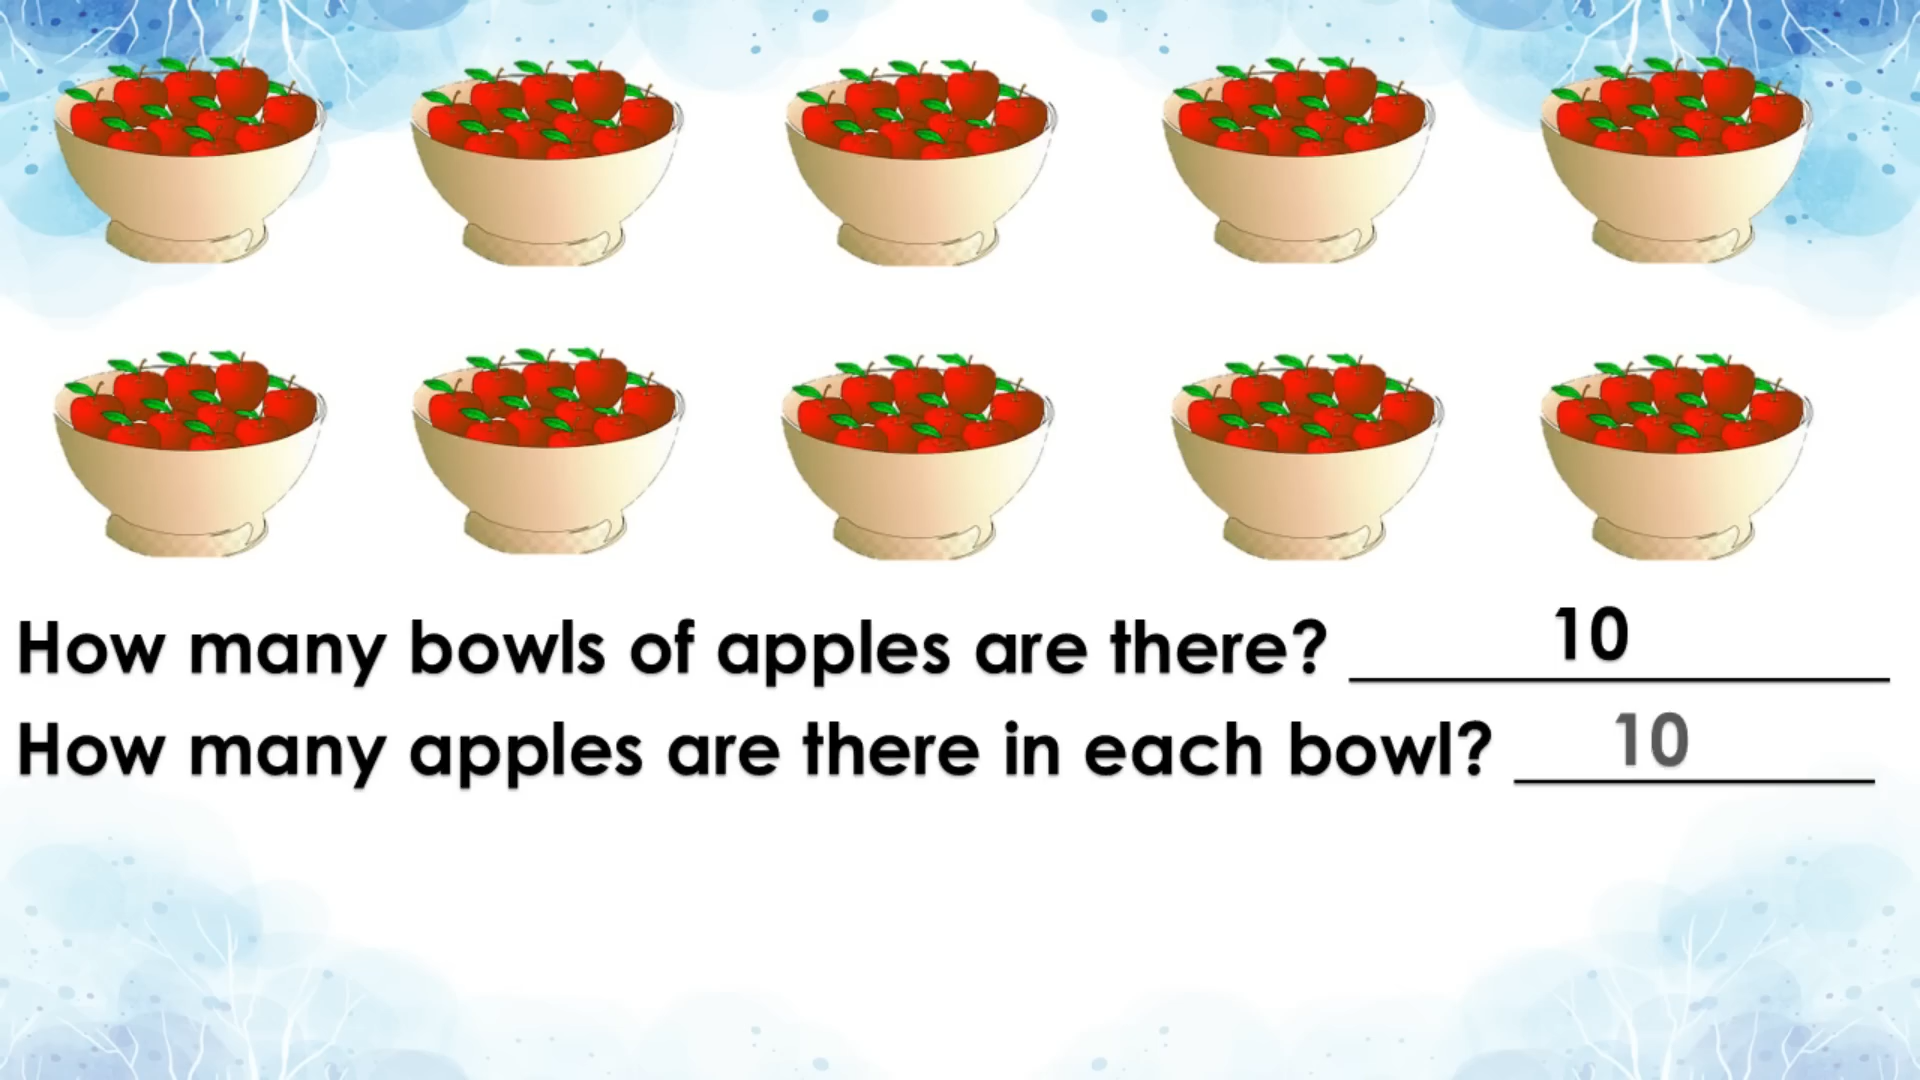 How many bowls of apples are there? 10
How many apples are there in each bowl? 10